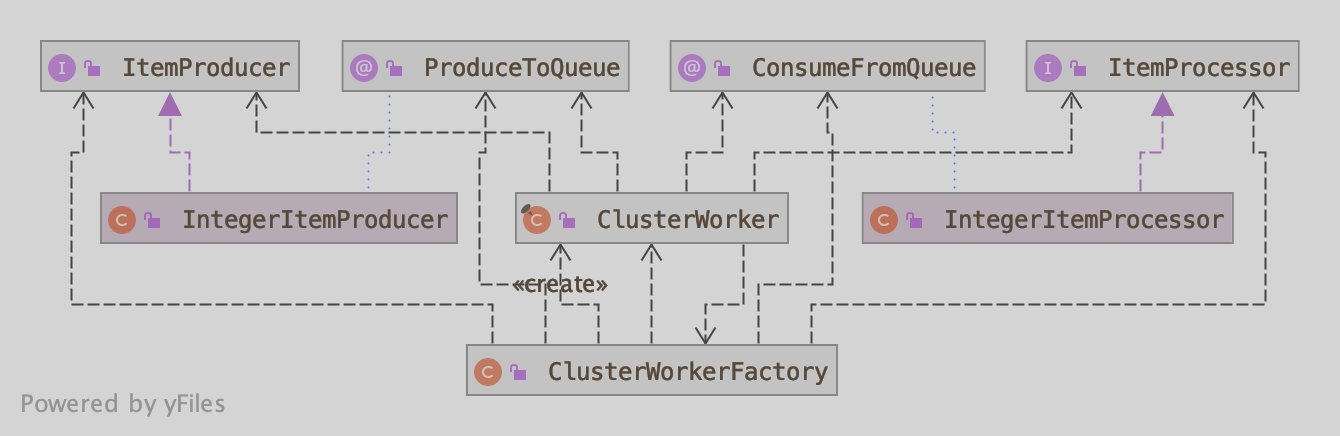 ItemProducer
ProduceToQueue
ConsumeFromQueue
ItemProcessor
IntegerItemProducer
ClusterWorker
IntegerItemProcessor
«create»
ClusterWorkerFactory
Powered by yFiles